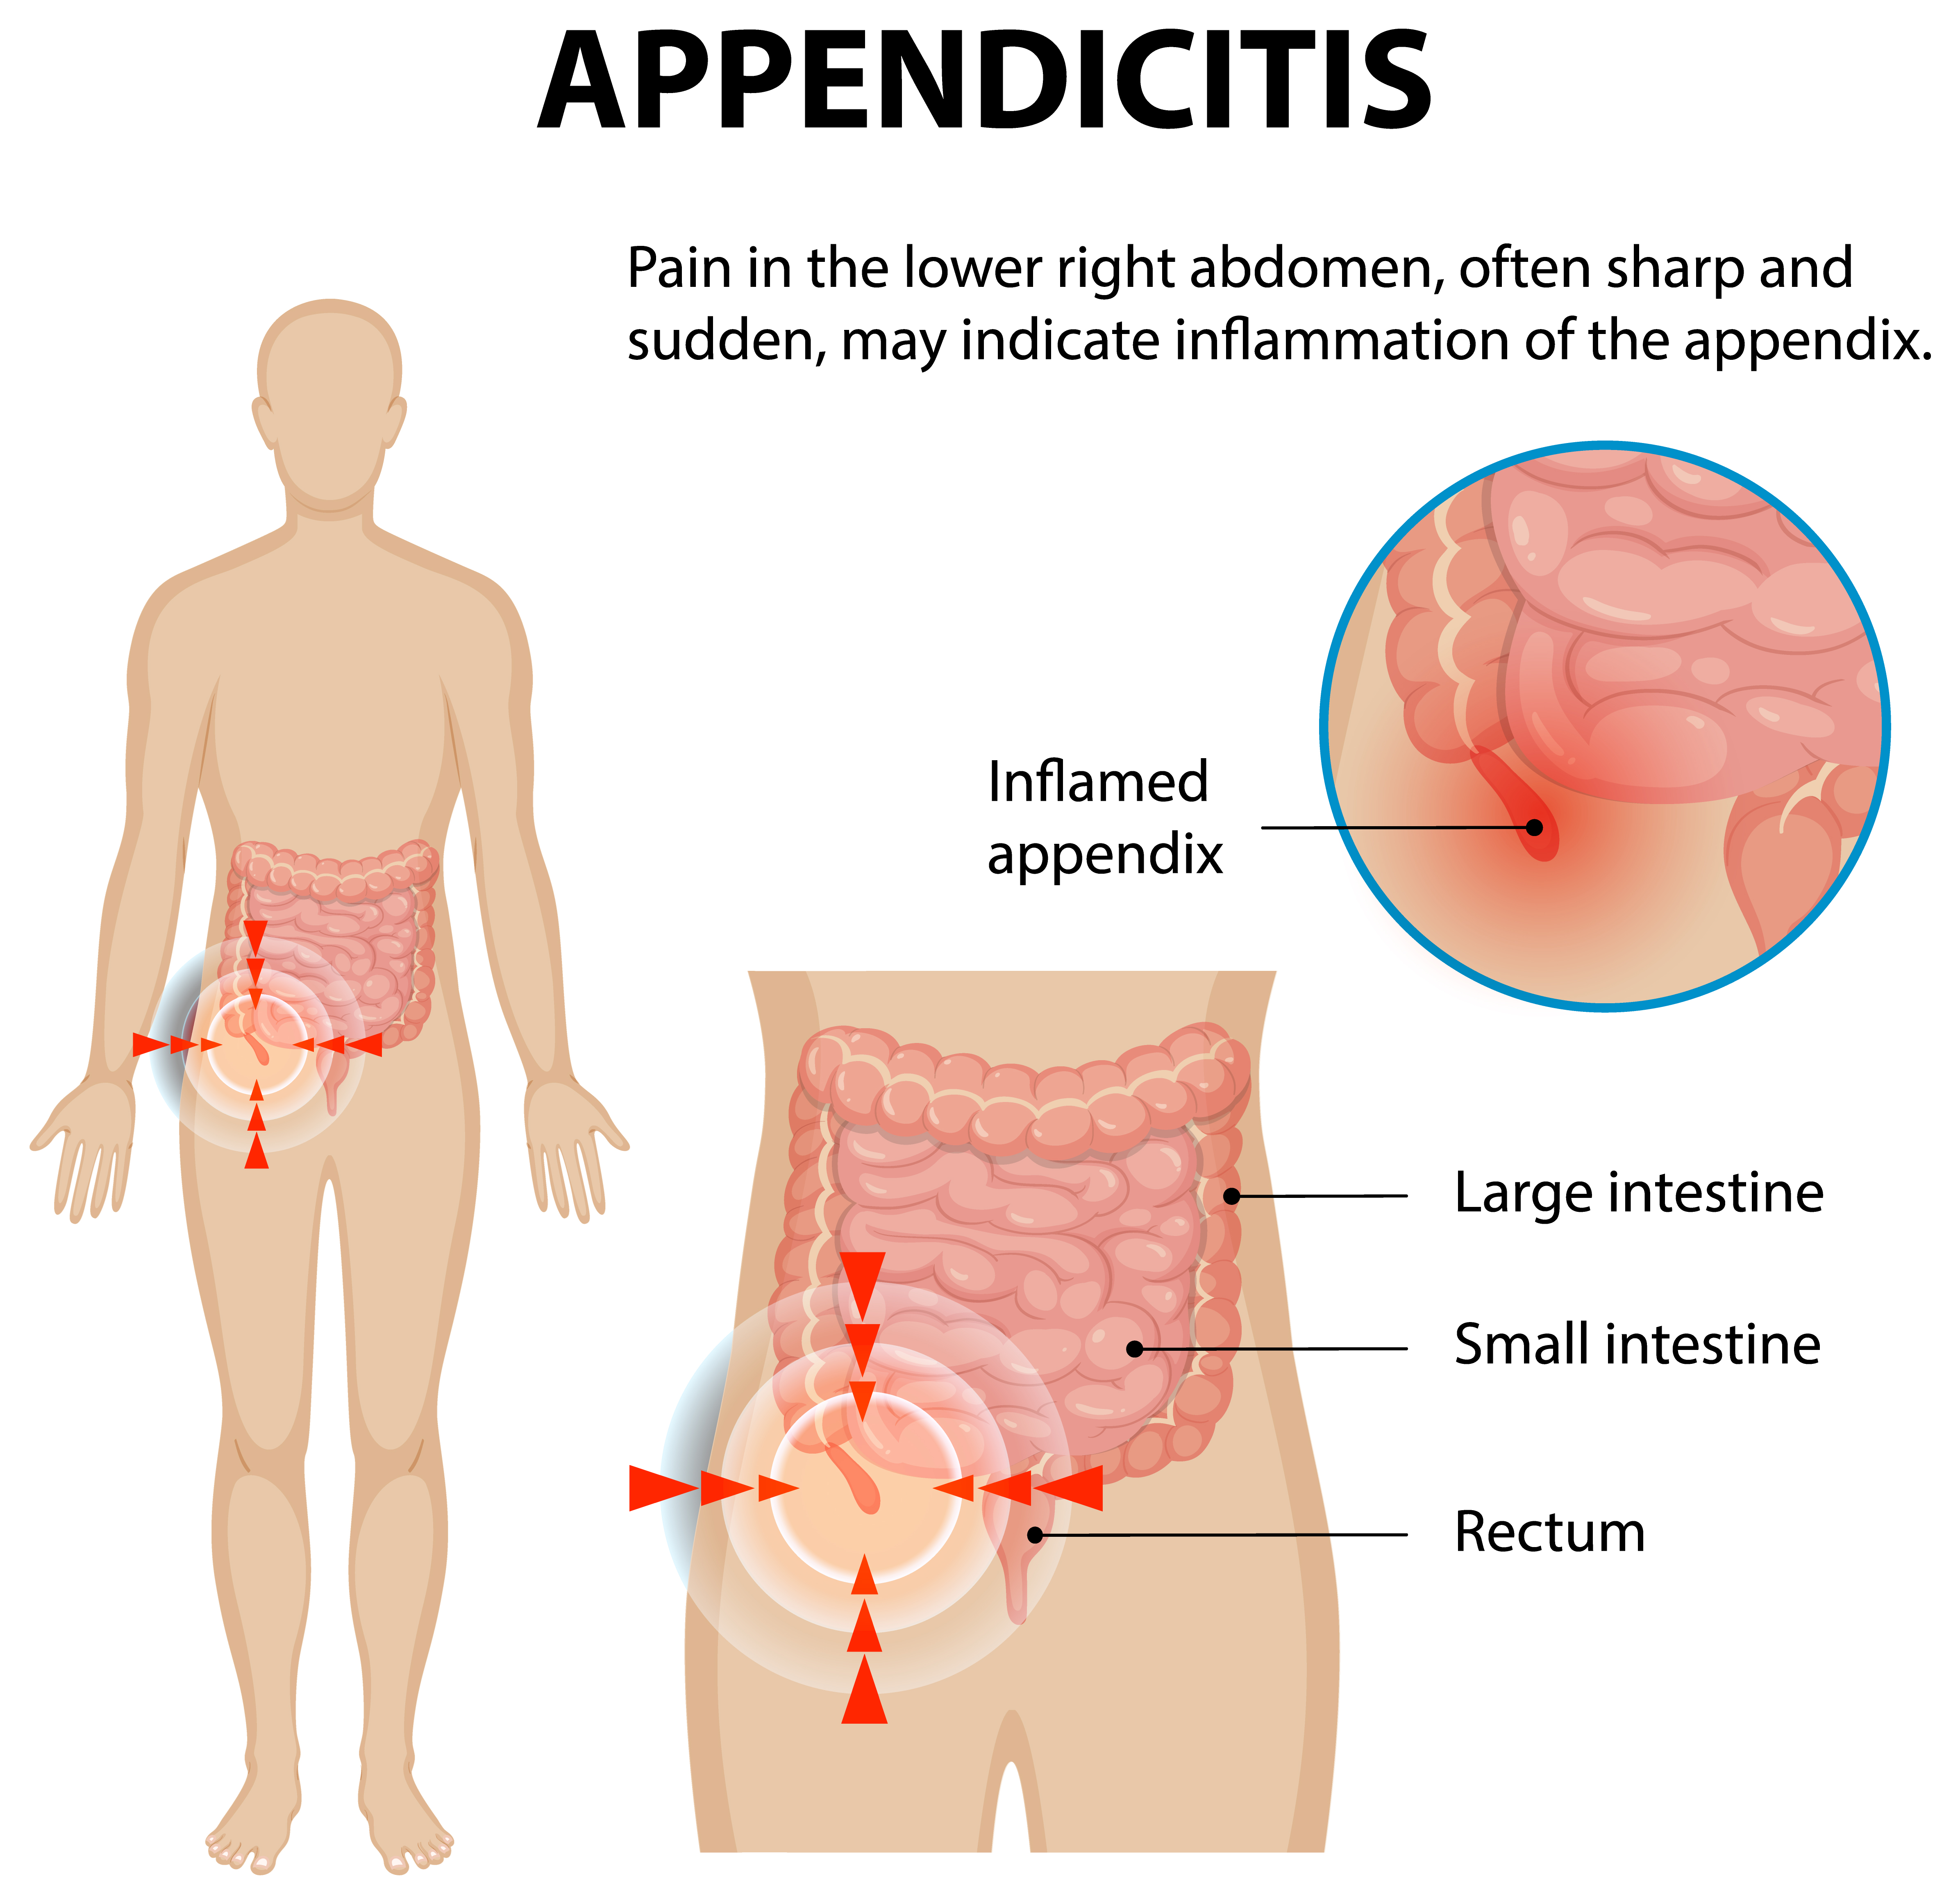 APPENDICITIS
Pain in the lower right abdomen, often sharp and
sudden, may indicate inflammation of the appendix.
Inflamed
appendix
Large intestine
Small intestine
Rectum